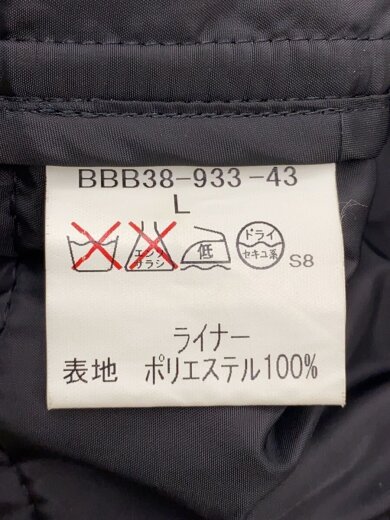 BBB38-933-43
L
エンソ
サラシ
低
ドライ
セキユ系
S8
ライナー
表地 ポリエステル100%